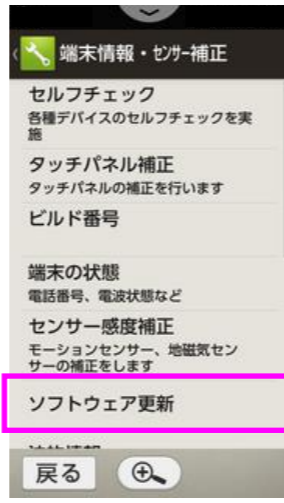 端末情報・センサー補正
セルフチェック
各種デバイスのセルフチェックを実
施
タッチパネル補正
タッチパネルの補正を行います
ビルド番号
端末の状態
電話番号、電波状態など
センサー感度補正
モーションセンサー、地磁気セン
サーの補正をします
ソフトウェア更新
戻る